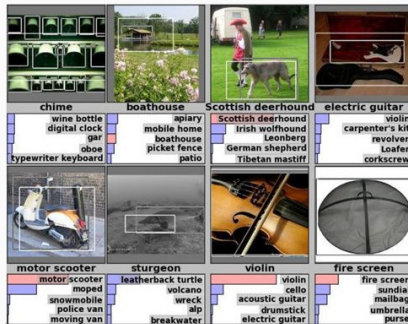 chime
wine bottle
digital clock
gar
oboe
typewriter keyboard
boathouse
apiary
mobile home
boathouse
picket fence
patio
Scottish deerhound
Scottish deerhound
Irish wolfhound
Leonberg
German shepherd
Tibetan mastiff
electric guitar
violin
carpenter's kit
revolver
Loafer
corkscrew
motor scooter
motor scooter
moped
snowmobile
police van
moving van
sturgeon
leatherback turtle
volcano
wreck
alp
breakwater
violin
violin
cello
acoustic guitar
drumstick
electric guitar
fire screen
fire screen
sundial
mailbag
umbrella
purse